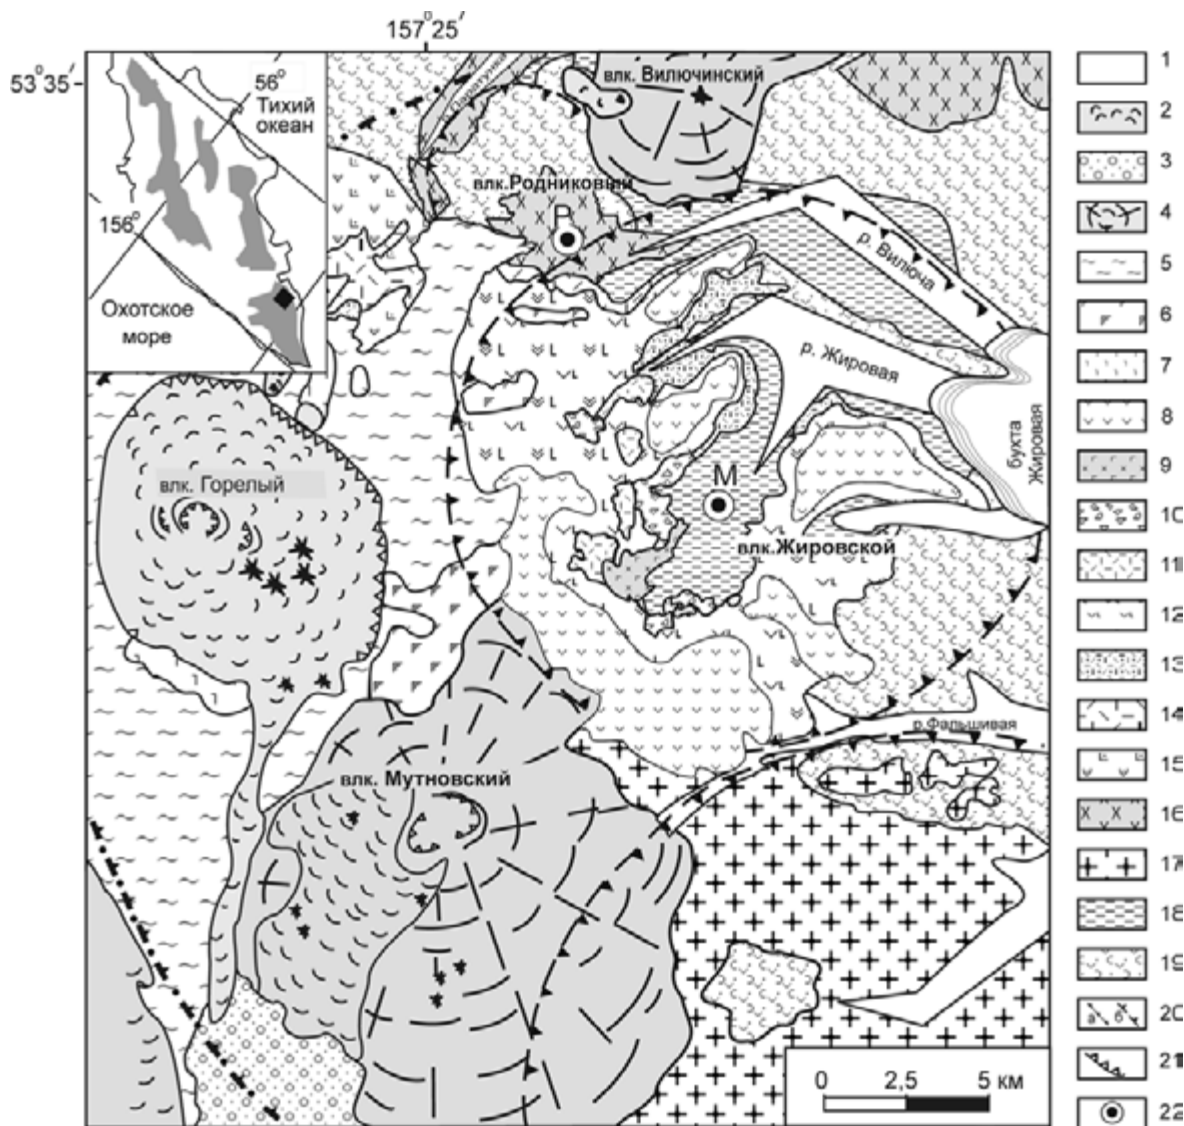 157°25′
53°35′
56°
Тихий
океан
156°
Охотское
море
влк. Вилючинский
р. Паратунка
влк. Родниковый
Р
р. Вилюча
р. Жировая
бухта
Жировая
влк. Горелый
М
влк. Жировской
р. Фальшивая
влк. Мутновский
0 2,5 5 км
1
2
3
4
5
6
7
8
9
10
11
12
13
14
15
16
17
18
19
а б 20
21
22